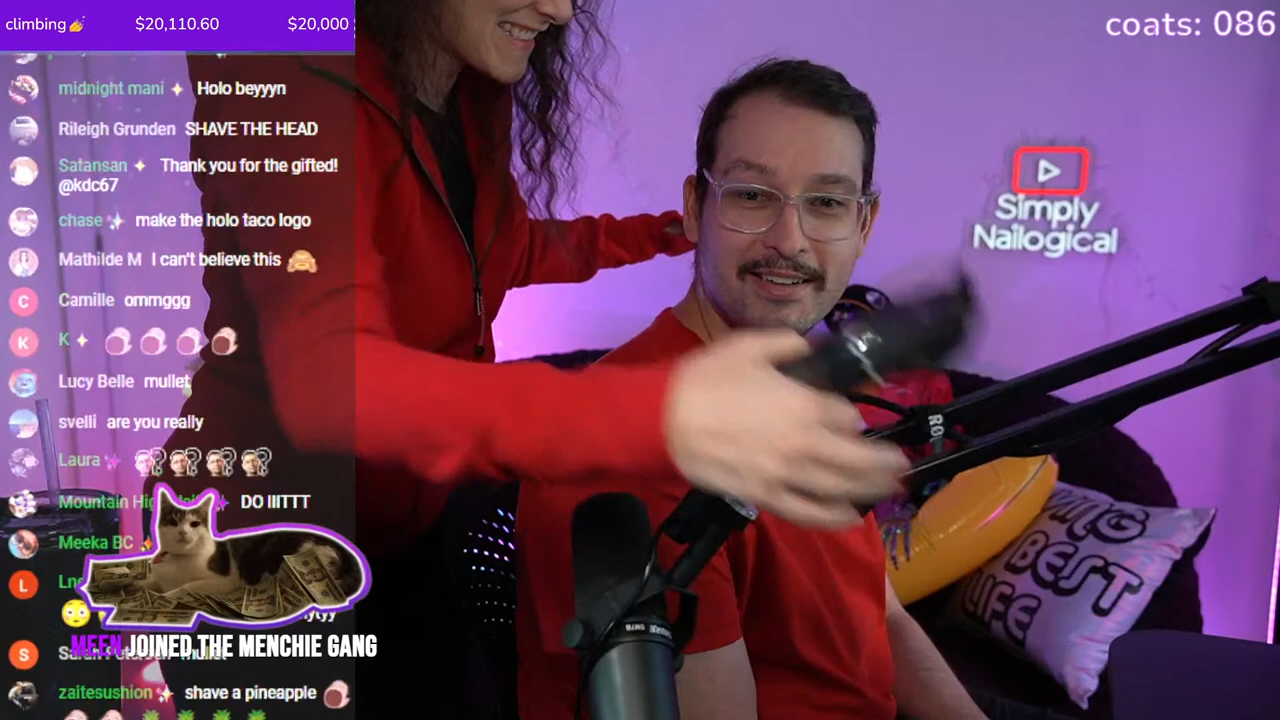 climbing💅 $20,110.60 $20,000
coats: 086
midnight mani Holo beyyyn
Rileigh Grunden SHAVE THE HEAD
Satansan Thank you for the gifted!
@kdc67
chase make the holo taco logo
Mathilde M I can't believe this
Camille ommggg
K
Lucy Belle mullet
svelli are you really
Laura
Mountain DO IIITTT
Meeka BC
MEEN JOINED THE MENCHIE GANG
zaitesushion shave a pineapple
Simply
Nailogical
BEST
LIFE
C
K
L
S
SHURE SM7B